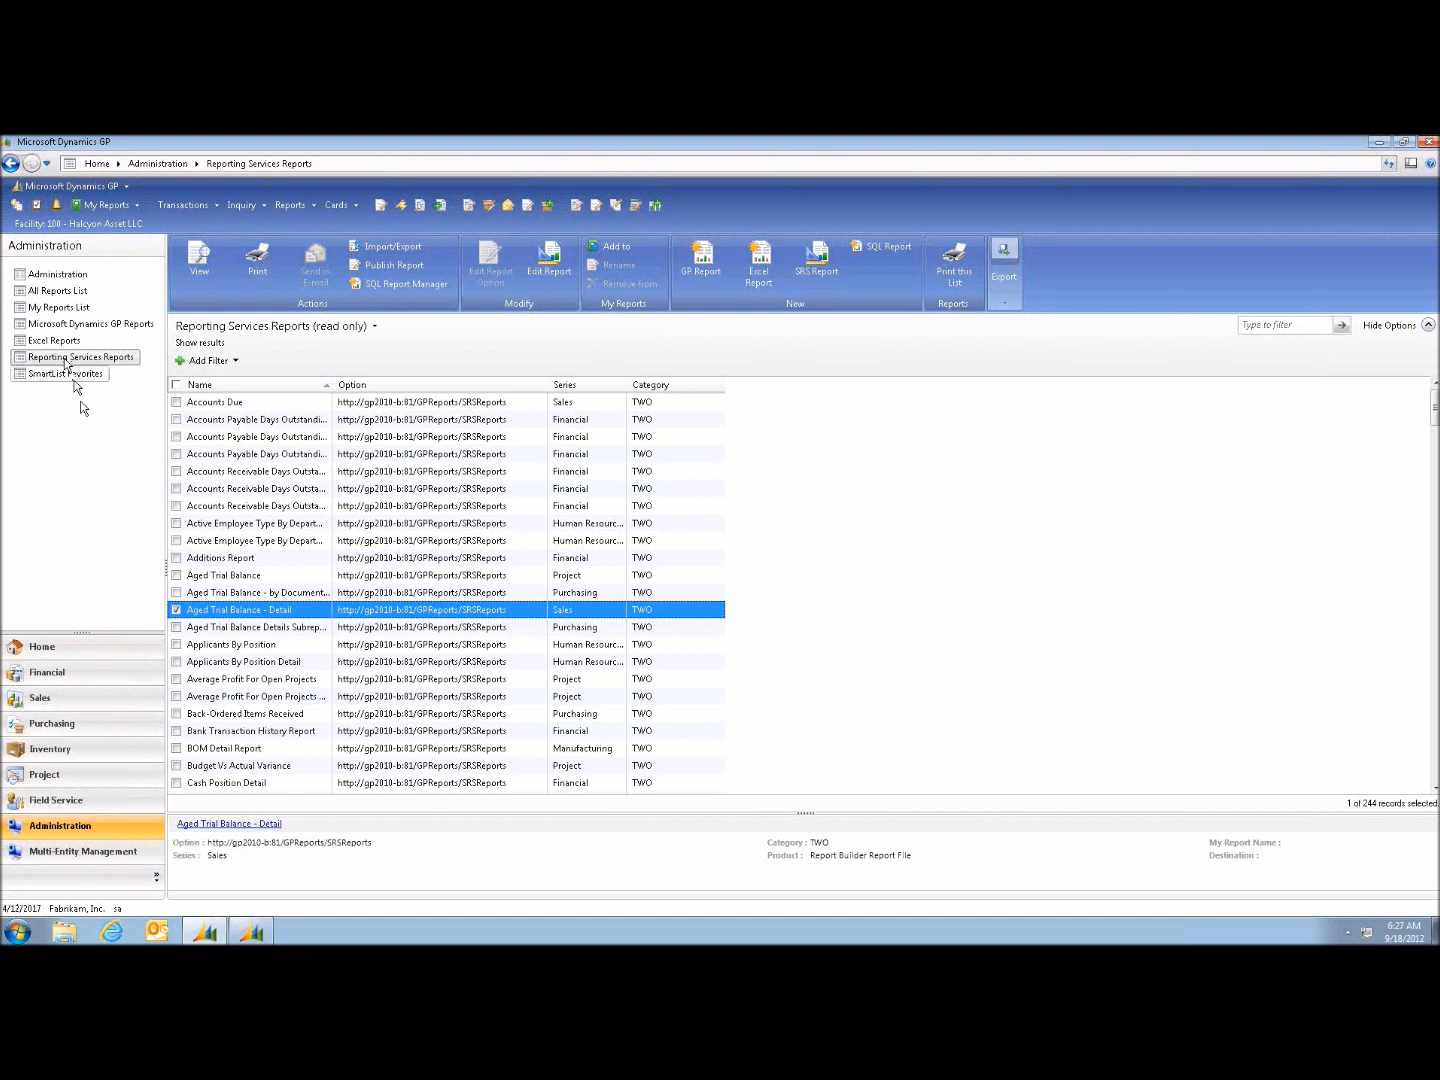 Microsoft Dynamics GP
Home Administration Reporting Services Reports
Microsoft Dynamics GP
My Reports Transactions Inquiry Reports Cards
Facility: 100 - Halcyon Asset LLC
Administration
Administration
All Reports List
My Reports List
Microsoft Dynamics GP Reports
Excel Reports
Reporting Services Reports
SmartList Favorites
Home
Financial
Sales
Purchasing
Inventory
Project
Field Service
Administration
Multi-Entity Management
View
Print
Send in E-mail
Import/Export
Publish Report
SQL Report Manager
Actions
Edit Report Option
Edit Report
Modify
Add to
Rename
Remove from
My Reports
GP Report
Excel Report
SRS Report
SQL Report
New
Print this List
Reports
Export
Reporting Services Reports (read only)
Type to filter
Hide Options
Show results
Add Filter
Name Option Series Category
Accounts Due http://gp2010-b:81/GPReports/SRSReports Sales TWO
Accounts Payable Days Outstandi... http://gp2010-b:81/GPReports/SRSReports Financial TWO
Accounts Payable Days Outstandi... http://gp2010-b:81/GPReports/SRSReports Financial TWO
Accounts Payable Days Outstandi... http://gp2010-b:81/GPReports/SRSReports Financial TWO
Accounts Receivable Days Outsta... http://gp2010-b:81/GPReports/SRSReports Financial TWO
Accounts Receivable Days Outsta... http://gp2010-b:81/GPReports/SRSReports Financial TWO
Accounts Receivable Days Outsta... http://gp2010-b:81/GPReports/SRSReports Financial TWO
Active Employee Type By Depart... http://gp2010-b:81/GPReports/SRSReports Human Resourc... TWO
Active Employee Type By Depart... http://gp2010-b:81/GPReports/SRSReports Human Resourc... TWO
Additions Report http://gp2010-b:81/GPReports/SRSReports Financial TWO
Aged Trial Balance http://gp2010-b:81/GPReports/SRSReports Project TWO
Aged Trial Balance - by Document... http://gp2010-b:81/GPReports/SRSReports Purchasing TWO
Aged Trial Balance - Detail http://gp2010-b:81/GPReports/SRSReports Sales TWO
Aged Trial Balance Details Subrep... http://gp2010-b:81/GPReports/SRSReports Purchasing TWO
Applicants By Position http://gp2010-b:81/GPReports/SRSReports Human Resourc... TWO
Applicants By Position Detail http://gp2010-b:81/GPReports/SRSReports Human Resourc... TWO
Average Profit For Open Projects http://gp2010-b:81/GPReports/SRSReports Project TWO
Average Profit For Open Projects ... http://gp2010-b:81/GPReports/SRSReports Project TWO
Back-Ordered Items Received http://gp2010-b:81/GPReports/SRSReports Purchasing TWO
Bank Transaction History Report http://gp2010-b:81/GPReports/SRSReports Financial TWO
BOM Detail Report http://gp2010-b:81/GPReports/SRSReports Manufacturing TWO
Budget Vs Actual Variance http://gp2010-b:81/GPReports/SRSReports Project TWO
Cash Position Detail http://gp2010-b:81/GPReports/SRSReports Financial TWO
1 of 244 records selected.
Aged Trial Balance - Detail
Option : http://gp2010-b:81/GPReports/SRSReports Category : TWO My Report Name :
Series : Sales Product : Report Builder Report File Destination :
4/12/2017 Fabrikam, Inc. sa
6:27 AM
9/18/2012